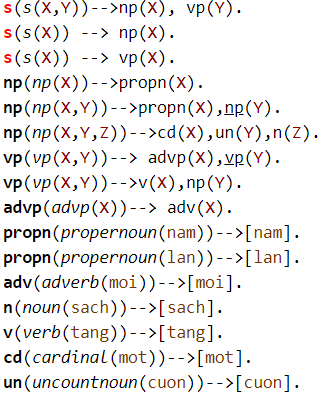 s(s(X,Y))-->np(X), vp(Y).
s(s(X)) --> np(X).
s(s(X)) --> vp(X).
np(np(X))-->propn(X).
np(np(X,Y))-->propn(X),np(Y).
np(np(X,Y,Z))-->cd(X),un(Y),n(Z).
vp(vp(X,Y))--> advp(X),vp(Y).
vp(vp(X,Y))-->v(X),np(Y).
advp(advp(X))--> adv(X).
propn(propernoun(nam))-->[nam].
propn(propernoun(lan))-->[lan].
adv(adverb(moi))-->[moi].
n(noun(sach))-->[sach].
v(verb(tang))-->[tang].
cd(cardinal(mot))-->[mot].
un(uncountnoun(cuon))-->[cuon].